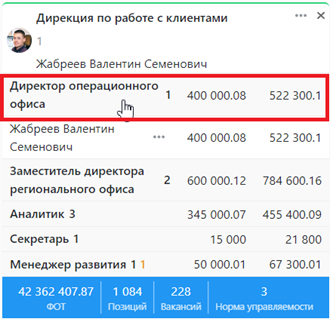 Дирекция по работе с клиентами
1
Жабреев Валентин Семенович
Директор операционного офиса 1 400 000.08 522 300.1
Жабреев Валентин Семенович 400 000.08 522 300.1
Заместитель директора регионального офиса 2 600 000.12 784 600.16
Аналитик 3 345 000.07 455 400.09
Секретарь 1 15 000 21 800
Менеджер развития 1 1 50 000.01 67 300.01
42 362 407.87 1 084 228 3
ФОТ Позиций Вакансий Норма управляемости